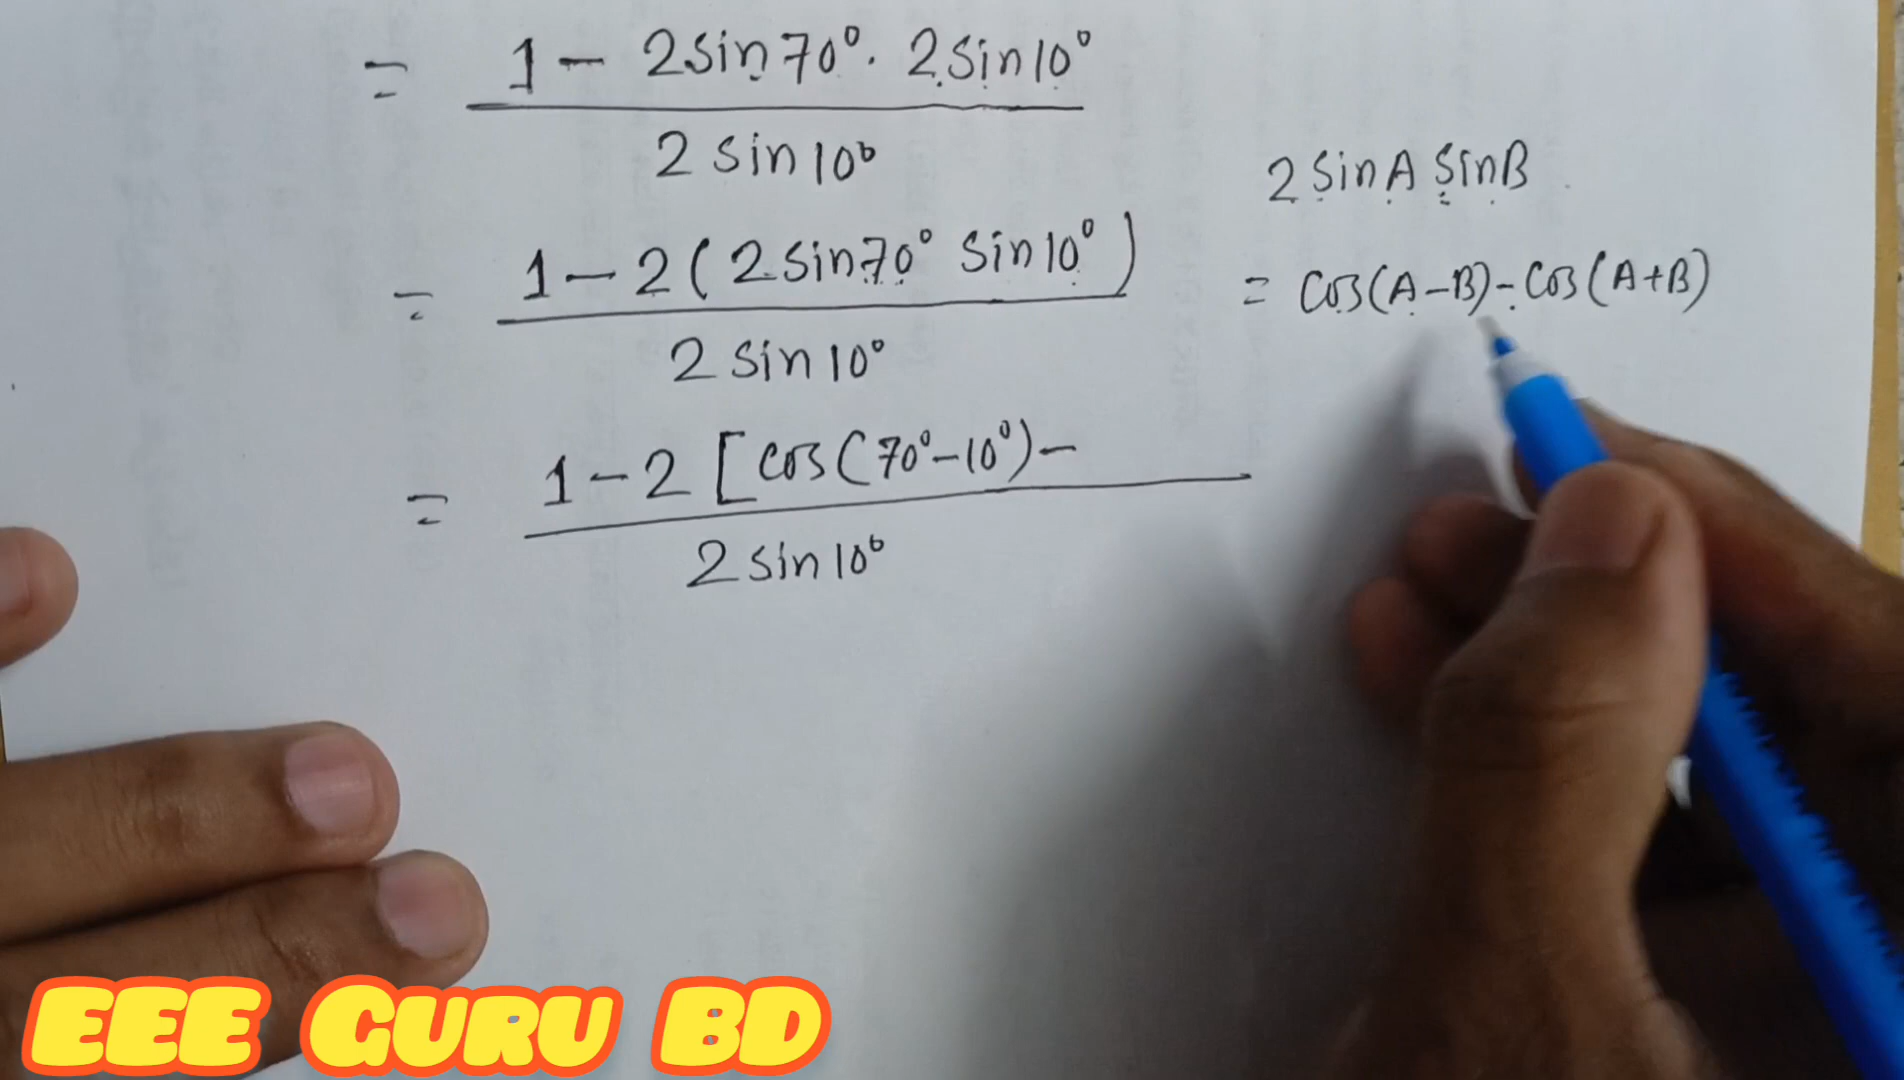 = 1 - 2sin70°. 2sin10°
2 sin10°
2 sinA sinB
= 1-2(2sin70° sin10°)
2 sin10°
= cos(A-B)-cos(A+B)
= 1-2[cos(70°-10°)-
2 sin10°
EEE GURU BD